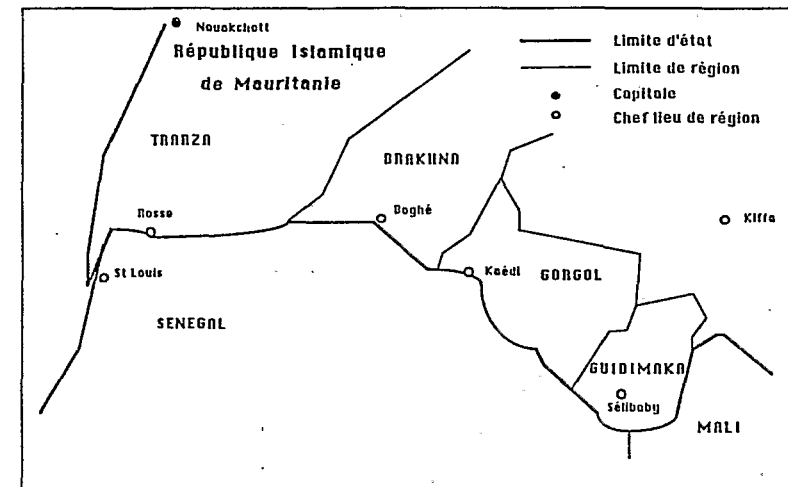 Nouakchott
République Islamique
de Mauritanie
Limite d'état
Limite de région
Capitale
Chef lieu de région
TRARZA
BRAKHNA
Rosso
Boghé
Kiffa
St Louis
Kaédi
GORGOL
SENEGAL
GUIDIMAKA
Sélibaby
MALI